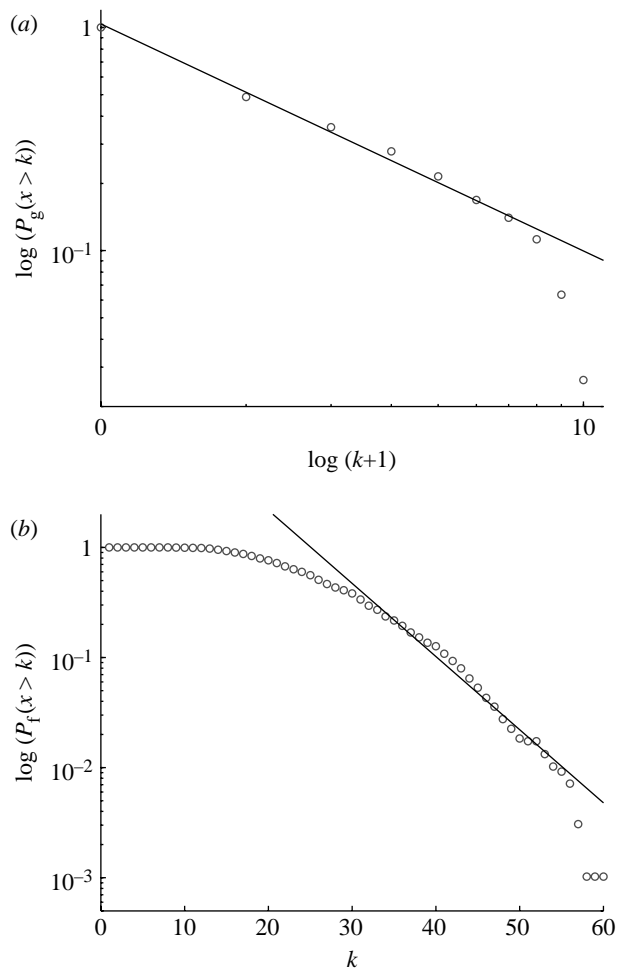 (a)
1
10⁻¹
log (P_g(x > k))
0
10
log (k+1)
(b)
1
10⁻¹
10⁻²
10⁻³
log (P_f(x > k))
0 10 20 30 40 50 60
k